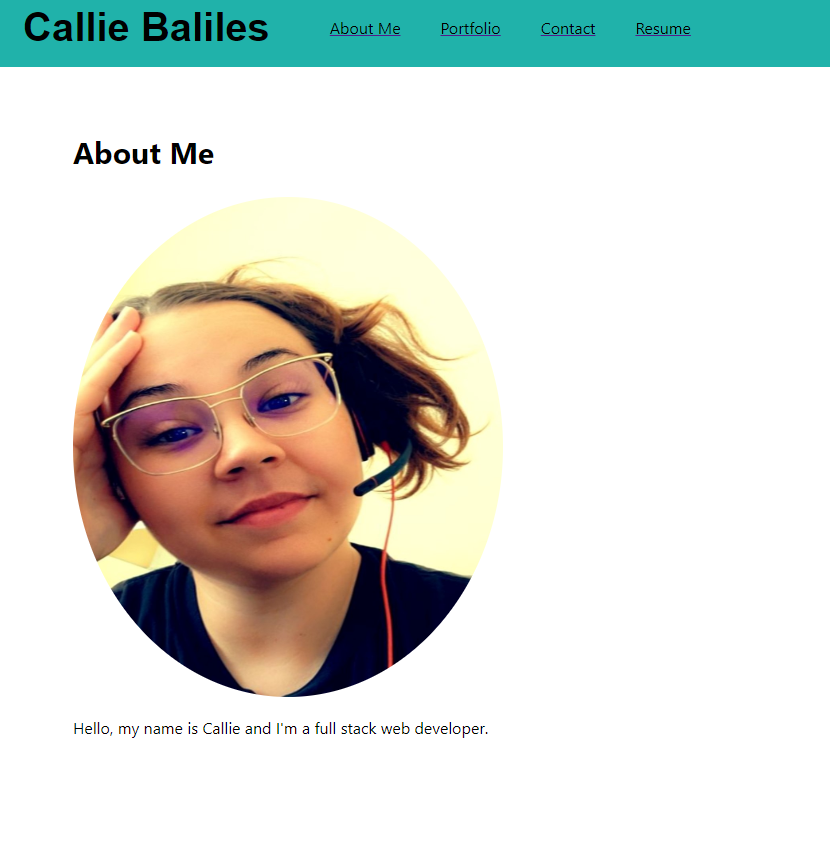 Callie Baliles About Me Portfolio Contact Resume
About Me
Hello, my name is Callie and I'm a full stack web developer.